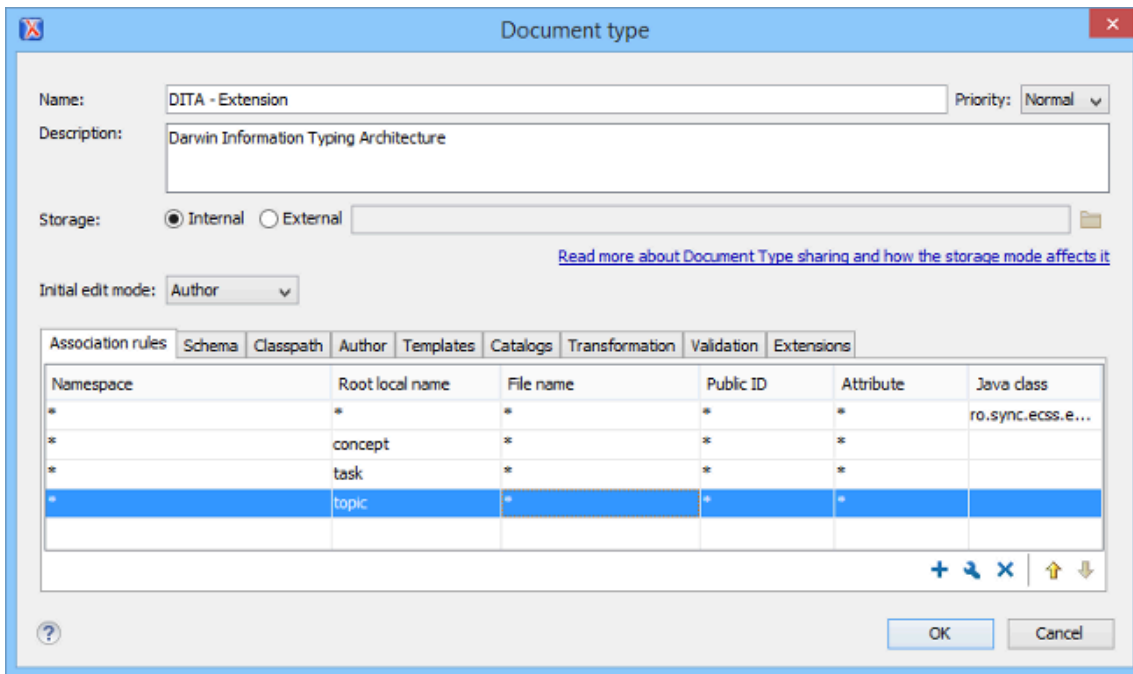 Document type
Name: DITA - Extension Priority: Normal
Description: Darwin Information Typing Architecture
Storage: Internal External
Read more about Document Type sharing and how the storage mode affects it
Initial edit mode: Author
Association rules Schema Classpath Author Templates Catalogs Transformation Validation Extensions
Namespace Root local name File name Public ID Attribute Java class
* * * * * ro.sync.ecss.e...
* concept * * *
* task * * *
* topic * * *
OK Cancel